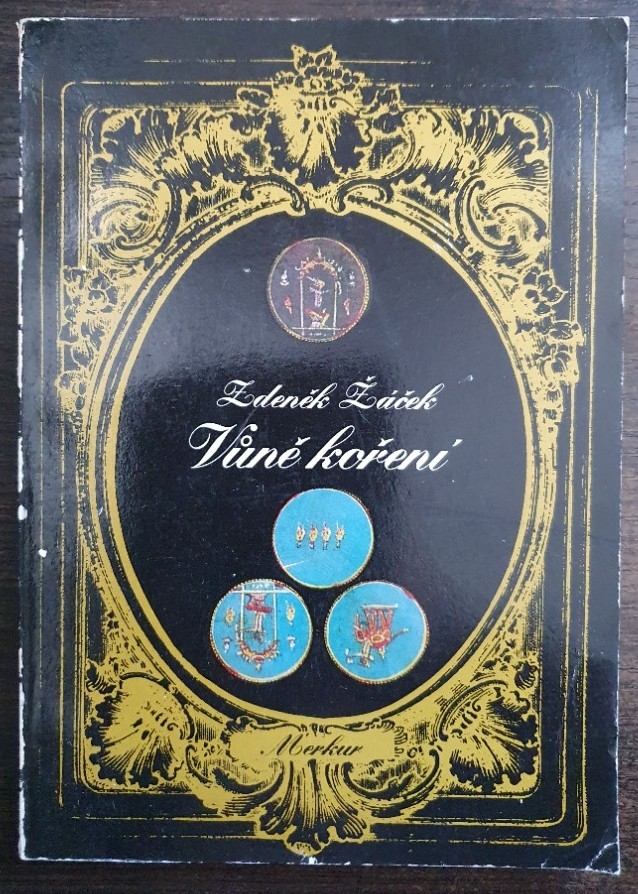 Zdeněk Žáček
Vůně koření
Merkur